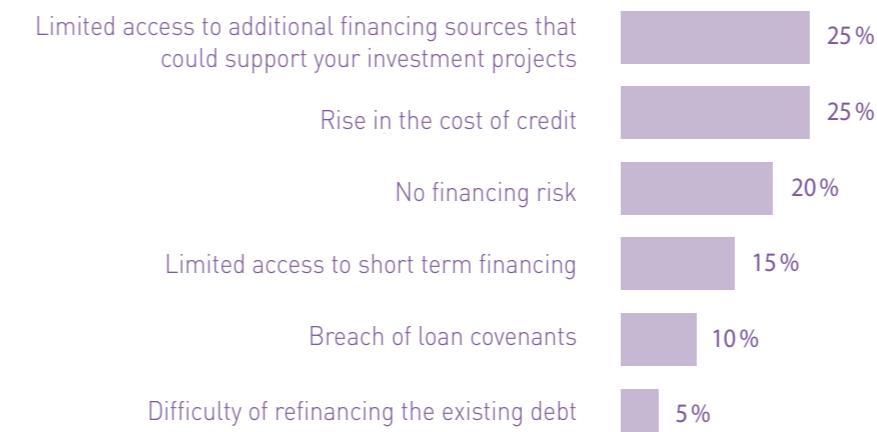 Limited access to additional financing sources that
could support your investment projects
25%
Rise in the cost of credit
25%
No financing risk
20%
Limited access to short term financing
15%
Breach of loan covenants
10%
Difficulty of refinancing the existing debt
5%